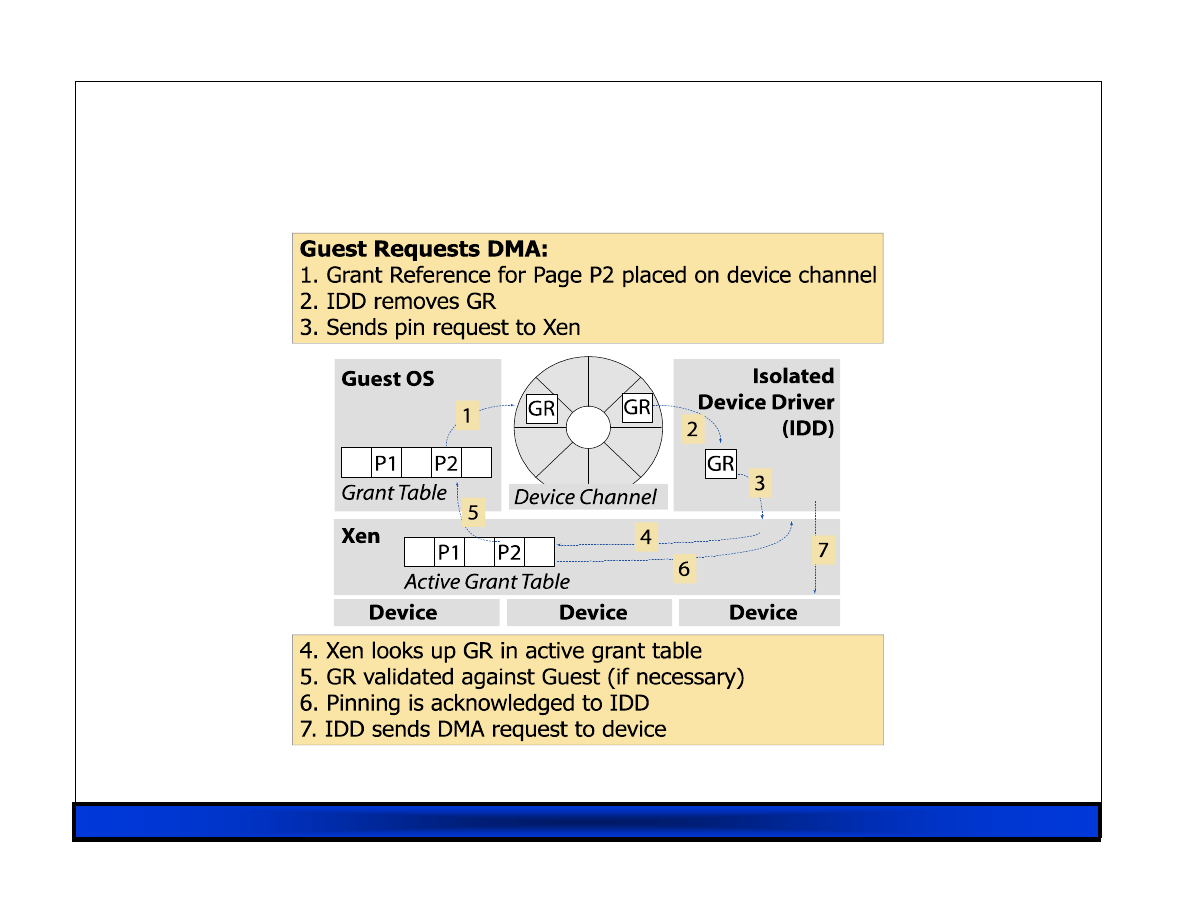 Guest Requests DMA:
1. Grant Reference for Page P2 placed on device channel
2. IDD removes GR
3. Sends pin request to Xen
Guest OS
Isolated
Device Driver
(IDD)
1
GR
GR
2
P1
P2
GR
3
Grant Table
Device Channel
5
Xen
4
P1
P2
6
7
Active Grant Table
Device
Device
Device
4. Xen looks up GR in active grant table
5. GR validated against Guest (if necessary)
6. Pinning is acknowledged to IDD
7. IDD sends DMA request to device